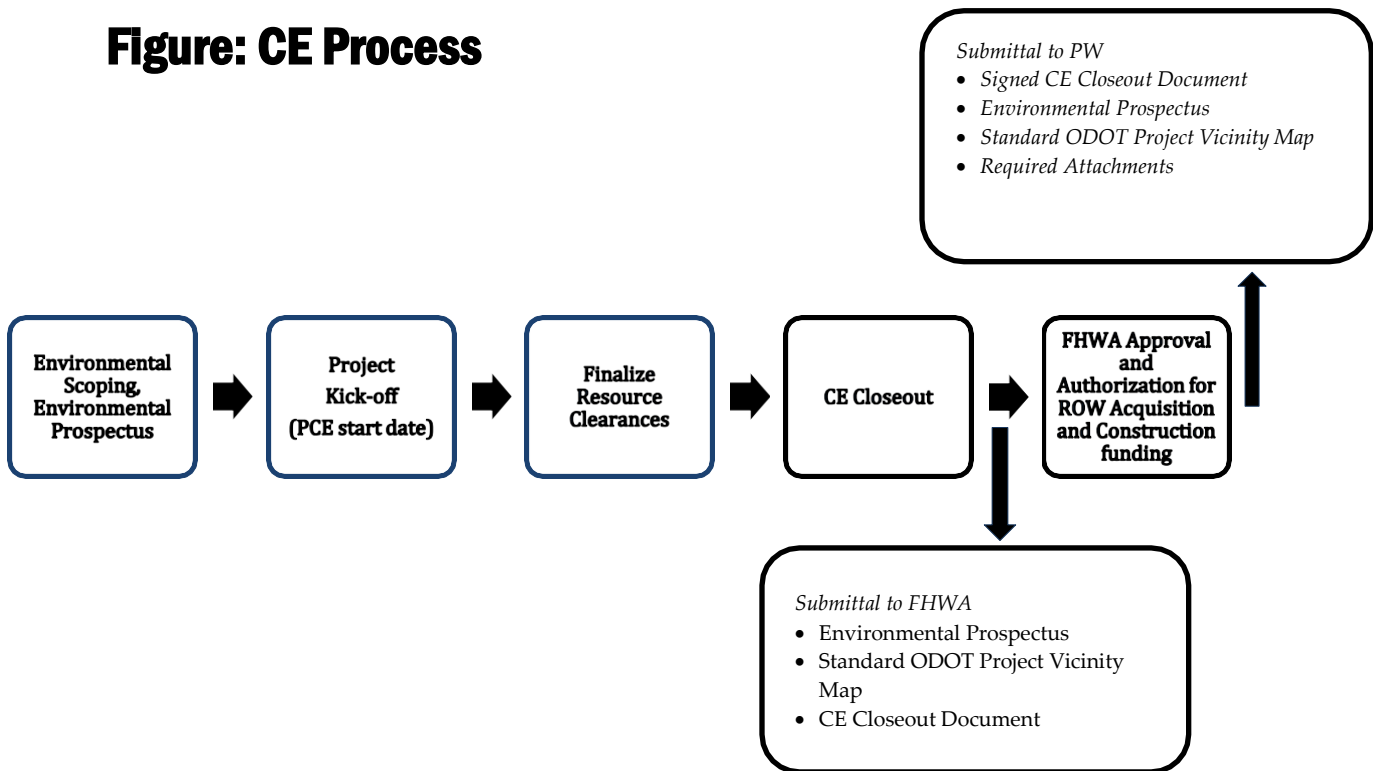 Figure: CE Process
Submittal to PW
• Signed CE Closeout Document
• Environmental Prospectus
• Standard ODOT Project Vicinity Map
• Required Attachments
Environmental
Scoping,
Environmental
Prospectus
Project
Kick-off
(PCE start date)
Finalize
Resource
Clearances
CE Closeout
FHWA Approval
and
Authorization for
ROW Acquisition
and Construction
funding
Submittal to FHWA
• Environmental Prospectus
• Standard ODOT Project Vicinity
Map
• CE Closeout Document